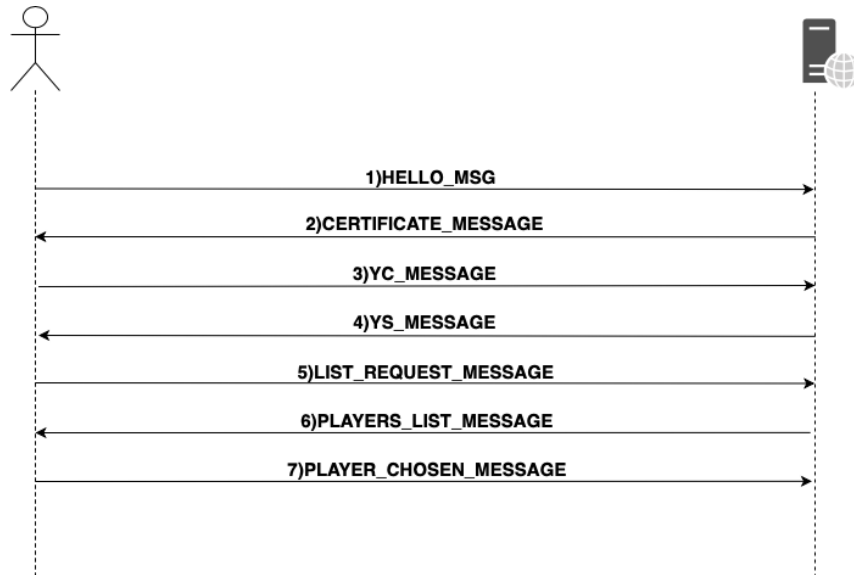 1)HELLO_MSG
2)CERTIFICATE_MESSAGE
3)YC_MESSAGE
4)YS_MESSAGE
5)LIST_REQUEST_MESSAGE
6)PLAYERS_LIST_MESSAGE
7)PLAYER_CHOSEN_MESSAGE